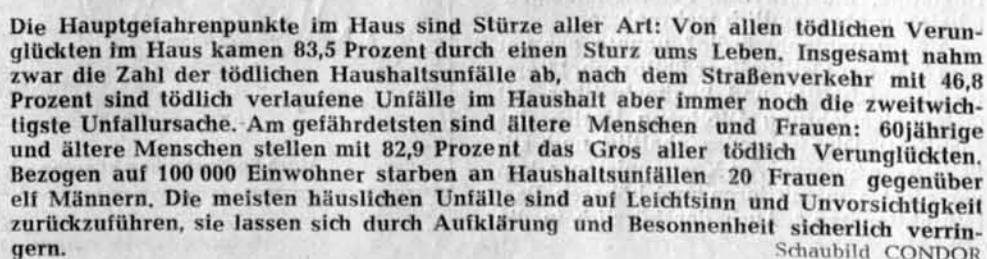 Die Hauptgefahrenpunkte im Haus sind Stürze aller Art: Von allen tödlichen Verun-
glückten im Haus kamen 83,5 Prozent durch einen Sturz ums Leben. Insgesamt nahm
zwar die Zahl der tödlichen Haushaltsunfälle ab, nach dem Straßenverkehr mit 46,8
Prozent sind tödlich verlaufene Unfälle im Haushalt aber immer noch die zweitwich-
tigste Unfallursache. Am gefährdetsten sind ältere Menschen und Frauen: 60jährige
und ältere Menschen stellen mit 82,9 Prozent das Gros aller tödlich Verunglückten.
Bezogen auf 100 000 Einwohner starben an Haushaltsunfällen 20 Frauen gegenüber
elf Männern. Die meisten häuslichen Unfälle sind auf Leichtsinn und Unvorsichtigkeit
zurückzuführen, sie lassen sich durch Aufklärung und Besonnenheit sicherlich verrin-
gern. Schaubild CONDOR